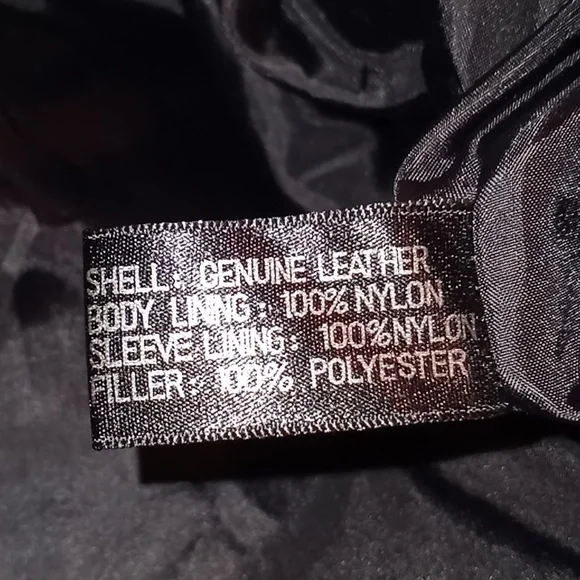 SHELL: GENUINE LEATHER
BODY LINING: 100% NYLON
SLEEVE LINING: 100%NYLON
FILLER: 100%. POLYESTER